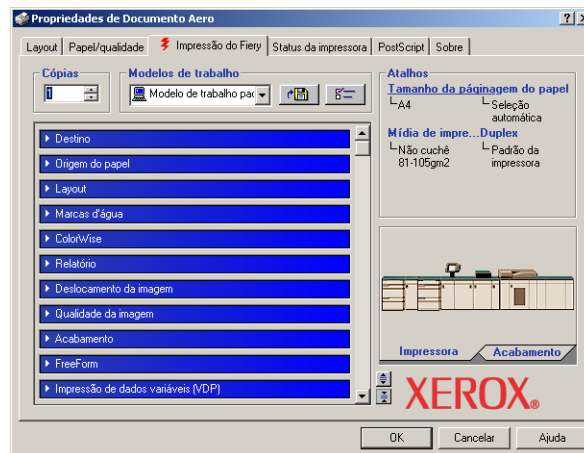 Propriedades de Documento Aero
Layout
Papel/qualidade
Impressão do Fiery
Status da impressora
PostScript
Sobre
Cópias
1
Modelos de trabalho
Modelo de trabalho pad
Destino
Origem do papel
Layout
Marcas d'água
ColorWise
Relatório
Deslocamento da imagem
Qualidade da imagem
Acabamento
FreeForm
Impressão de dados variáveis (VDP)
Atalhos
Tamanho da páginagem do papel
A4
Seleção
automática
Mídia de impre...Duplex
Não cuchê
81-105gm2
Padrão da
impressora
Impressora
Acabamento
XEROX®
OK
Cancelar
Ajuda